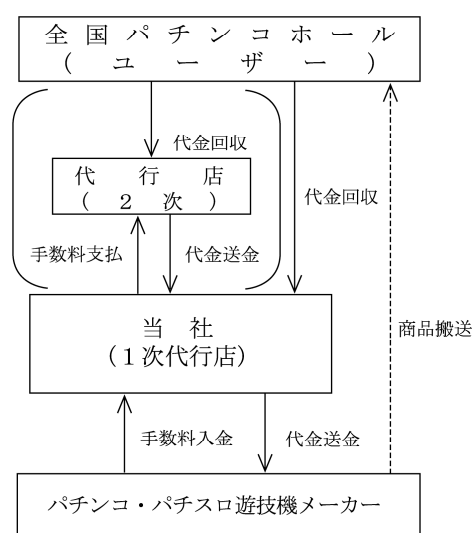 全国パチンコホール
(ユーザー)
代金回収
代行店
(2次)
代金回収
手数料支払
代金送金
当社
(1次代行店)
商品搬送
手数料入金
代金送金
パチンコ・パチスロ遊技機メーカー